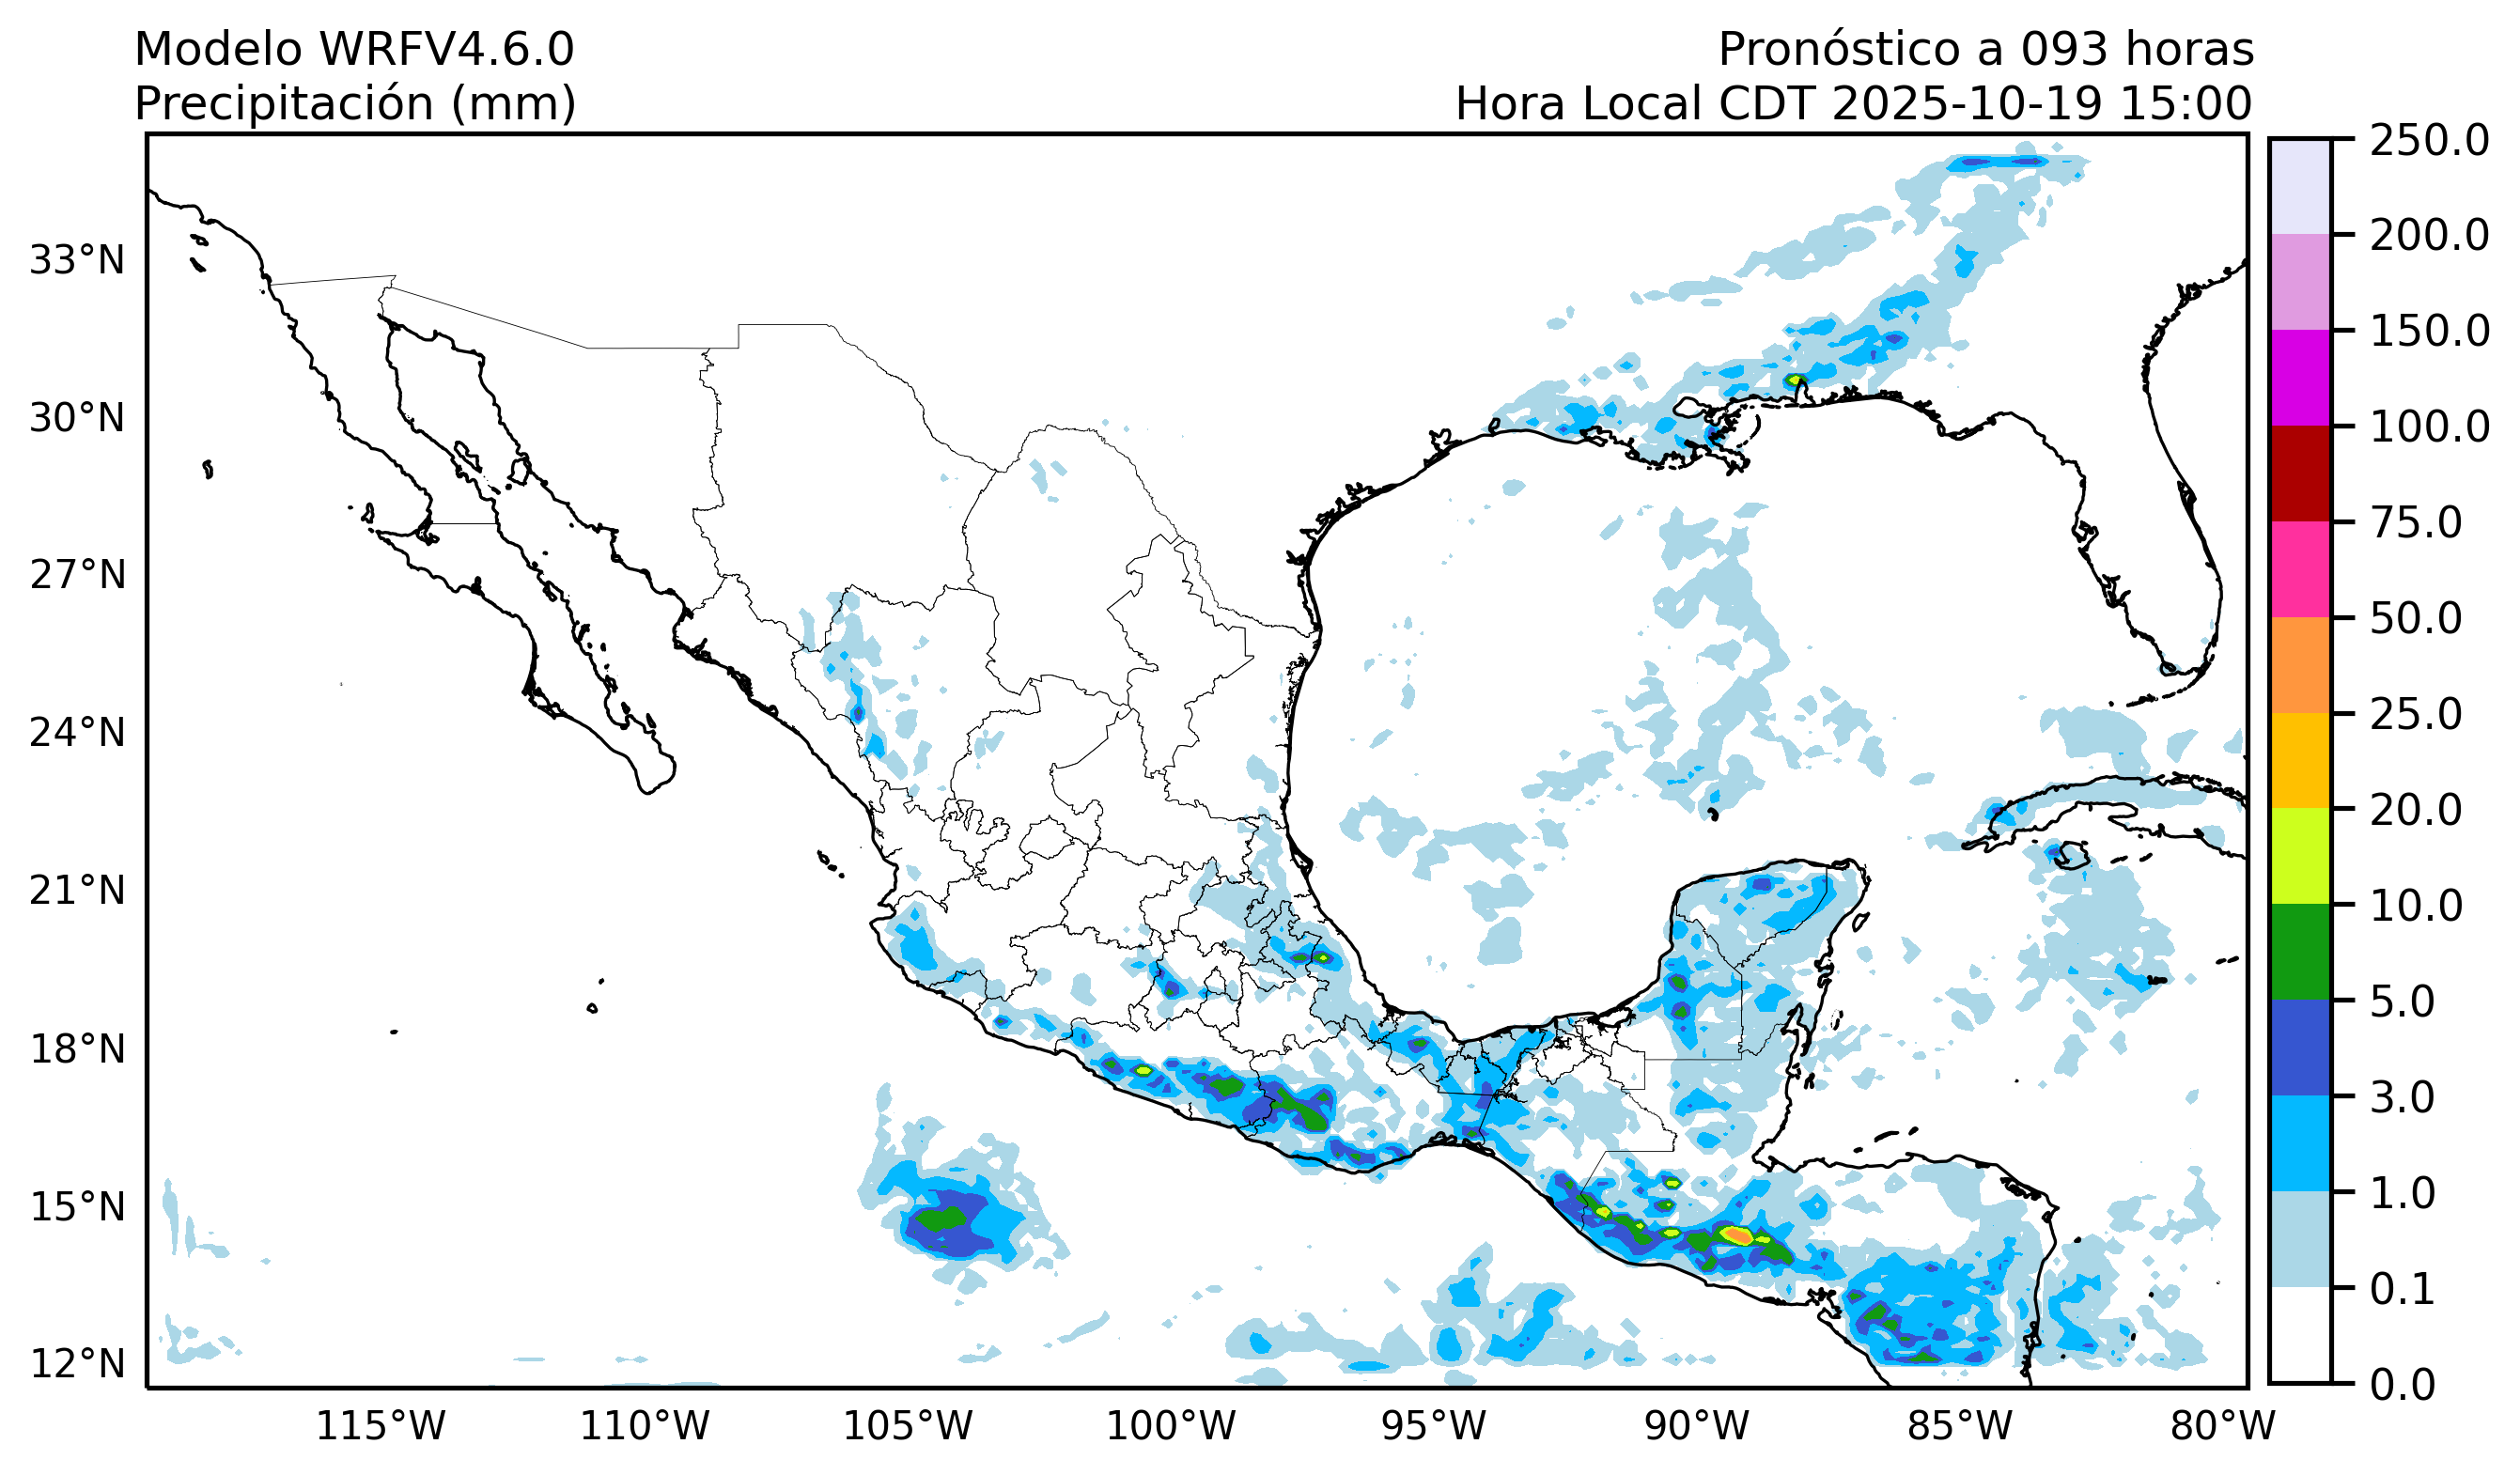 Modelo WRFV4.6.0
Precipitación (mm)
Pronóstico a 093 horas
Hora Local CDT 2025-10-19 15:00
33°N
30°N
27°N
24°N
21°N
18°N
15°N
12°N
115°W
110°W
105°W
100°W
95°W
90°W
85°W
80°W
250.0
200.0
150.0
100.0
75.0
50.0
25.0
20.0
10.0
5.0
3.0
1.0
0.1
0.0